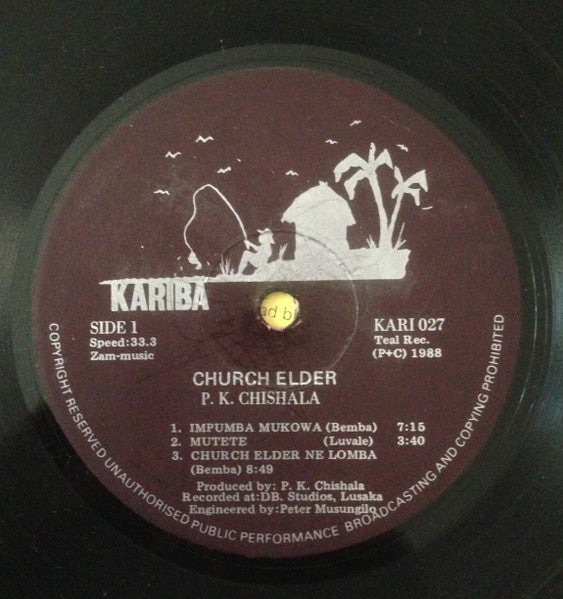 KARIBA
SIDE 1
Speed:33.3
Zam-music
KARI 027
Teal Rec.
(P+C) 1988
CHURCH ELDER
P. K. CHISHALA
1. IMPUMBA MUKOWA (Bemba) 7:15
2. MUTETE (Luvale) 3:40
3. CHURCH ELDER NE LOMBA
(Bemba) 8:49
Produced by: P. K. Chishala
Recorded at:DB. Studios, Lusaka
Engineered by:Peter Musungilo
COPYRIGHT RESERVED UNAUTHORISED PUBLIC PERFORMANCE BROADCASTING AND COPYING PROHIBITED